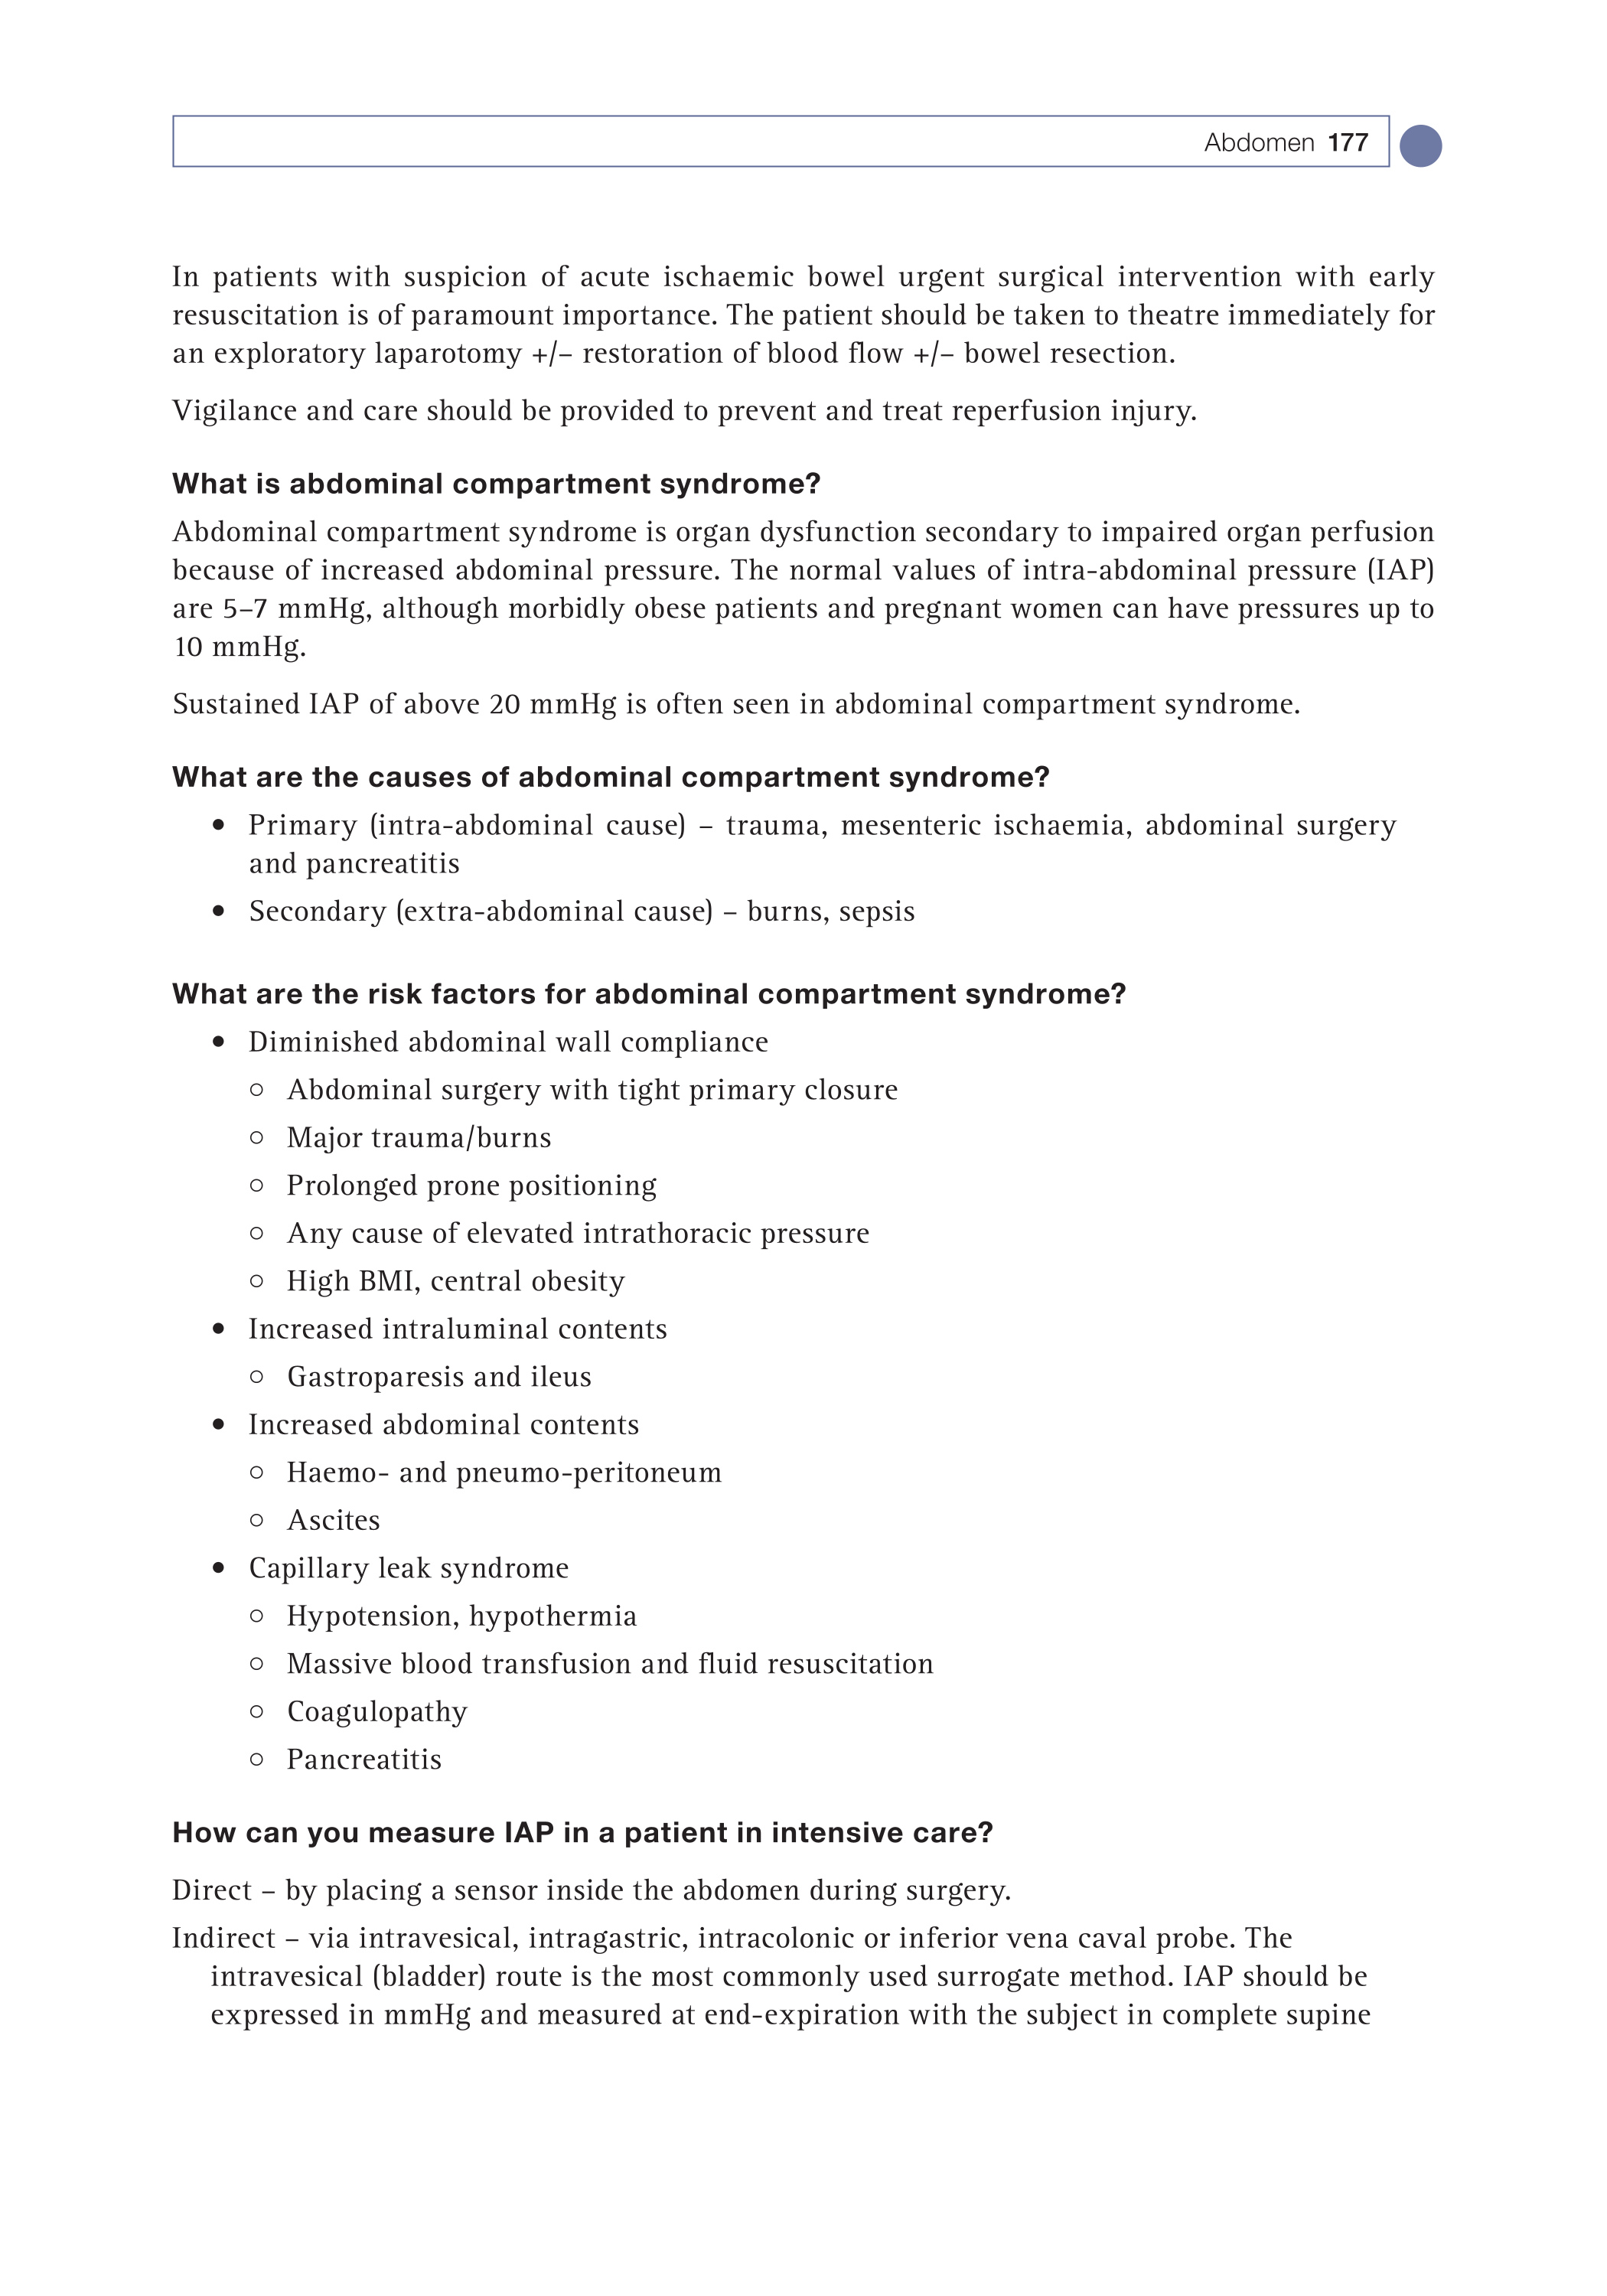 Abdomen 177
In patients with suspicion of acute ischaemic bowel urgent surgical intervention with early
resuscitation is of paramount importance. The patient should be taken to theatre immediately for
an exploratory laparotomy +/– restoration of blood flow +/– bowel resection.
Vigilance and care should be provided to prevent and treat reperfusion injury.
What is abdominal compartment syndrome?
Abdominal compartment syndrome is organ dysfunction secondary to impaired organ perfusion
because of increased abdominal pressure. The normal values of intra-abdominal pressure (IAP)
are 5–7 mmHg, although morbidly obese patients and pregnant women can have pressures up to
10 mmHg.
Sustained IAP of above 20 mmHg is often seen in abdominal compartment syndrome.
What are the causes of abdominal compartment syndrome?
• Primary (intra-abdominal cause) – trauma, mesenteric ischaemia, abdominal surgery
and pancreatitis
• Secondary (extra-abdominal cause) – burns, sepsis
What are the risk factors for abdominal compartment syndrome?
• Diminished abdominal wall compliance
○ Abdominal surgery with tight primary closure
○ Major trauma/burns
○ Prolonged prone positioning
○ Any cause of elevated intrathoracic pressure
○ High BMI, central obesity
• Increased intraluminal contents
○ Gastroparesis and ileus
• Increased abdominal contents
○ Haemo- and pneumo-peritoneum
○ Ascites
• Capillary leak syndrome
○ Hypotension, hypothermia
○ Massive blood transfusion and fluid resuscitation
○ Coagulopathy
○ Pancreatitis
How can you measure IAP in a patient in intensive care?
Direct – by placing a sensor inside the abdomen during surgery.
Indirect – via intravesical, intragastric, intracolonic or inferior vena caval probe. The
intravesical (bladder) route is the most commonly used surrogate method. IAP should be
expressed in mmHg and measured at end-expiration with the subject in complete supine